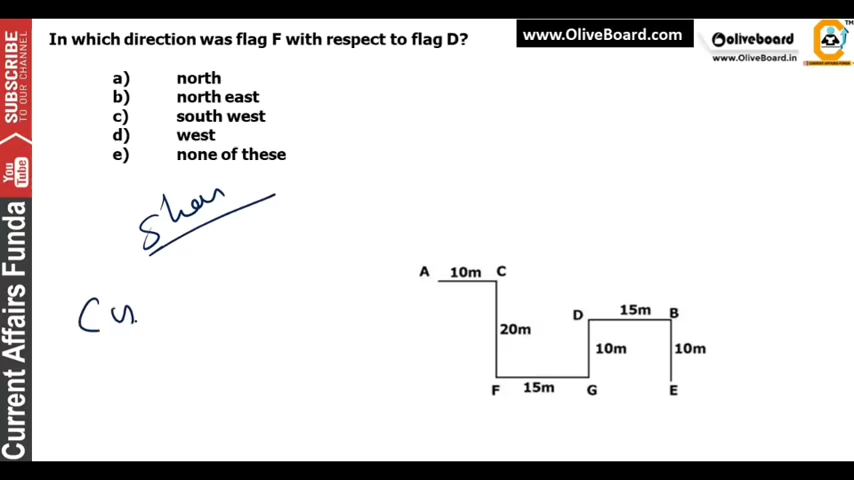 In which direction was flag F with respect to flag D?
www.OliveBoard.com
oliveboard
www.OliveBoard.in
a) north
b) north east
c) south west
d) west
e) none of these
A 10m C
20m
D 15m B
10m 10m
F 15m G E
SUBSCRIBE
TO OUR CHANNEL
You
Tube
Current Affairs Funda